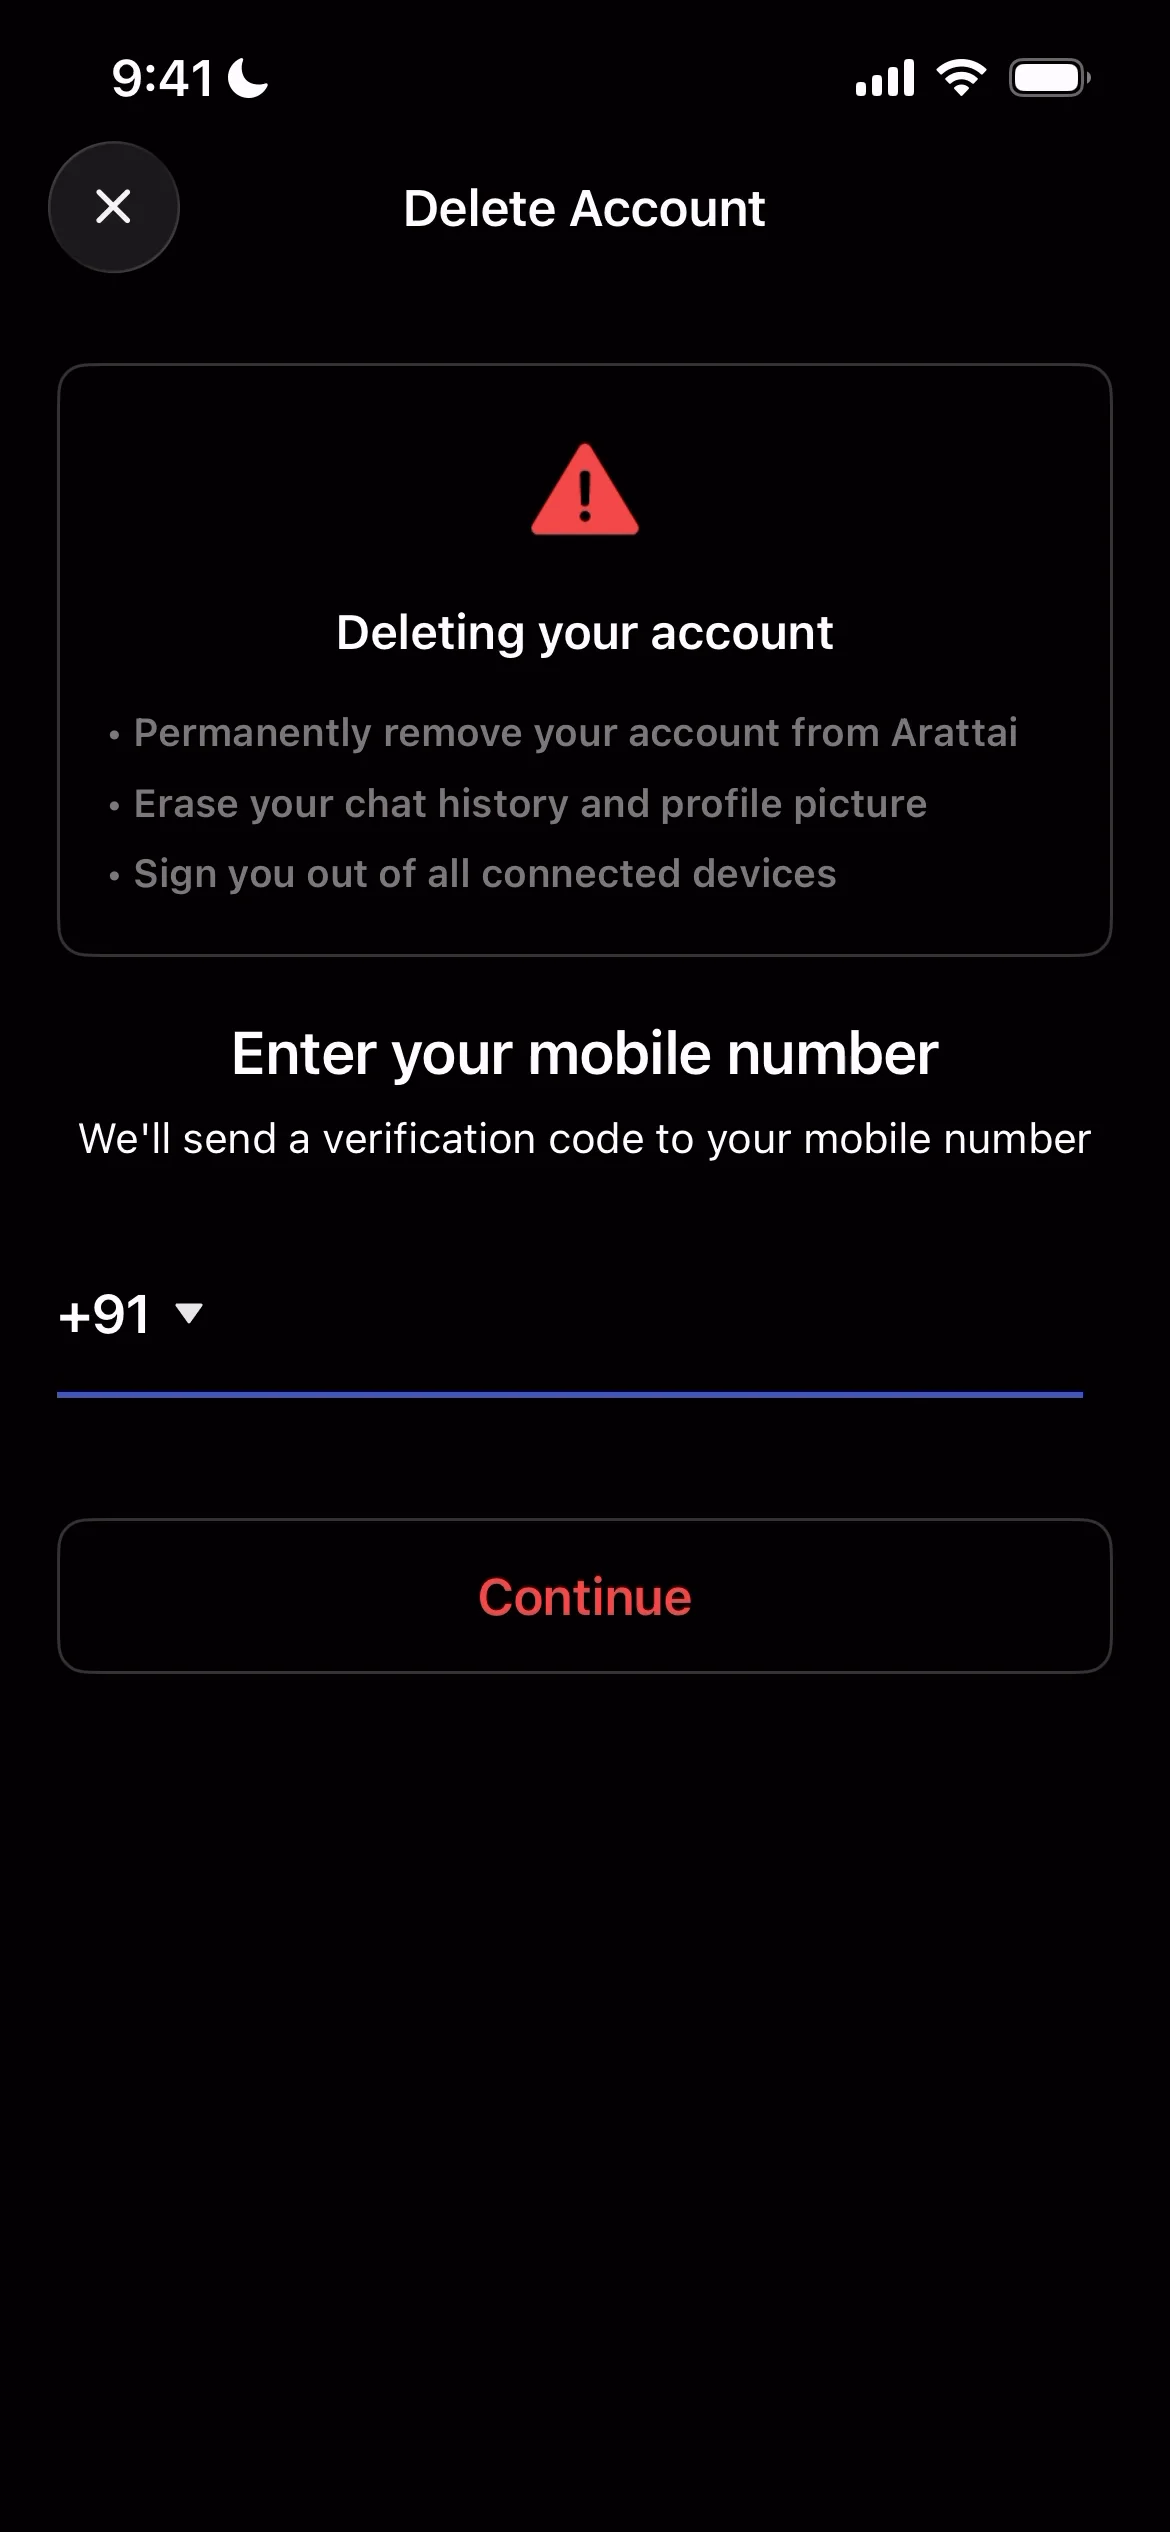 9:41
Delete Account
Deleting your account
• Permanently remove your account from Arattai
• Erase your chat history and profile picture
• Sign you out of all connected devices
Enter your mobile number
We'll send a verification code to your mobile number
+91
Continue